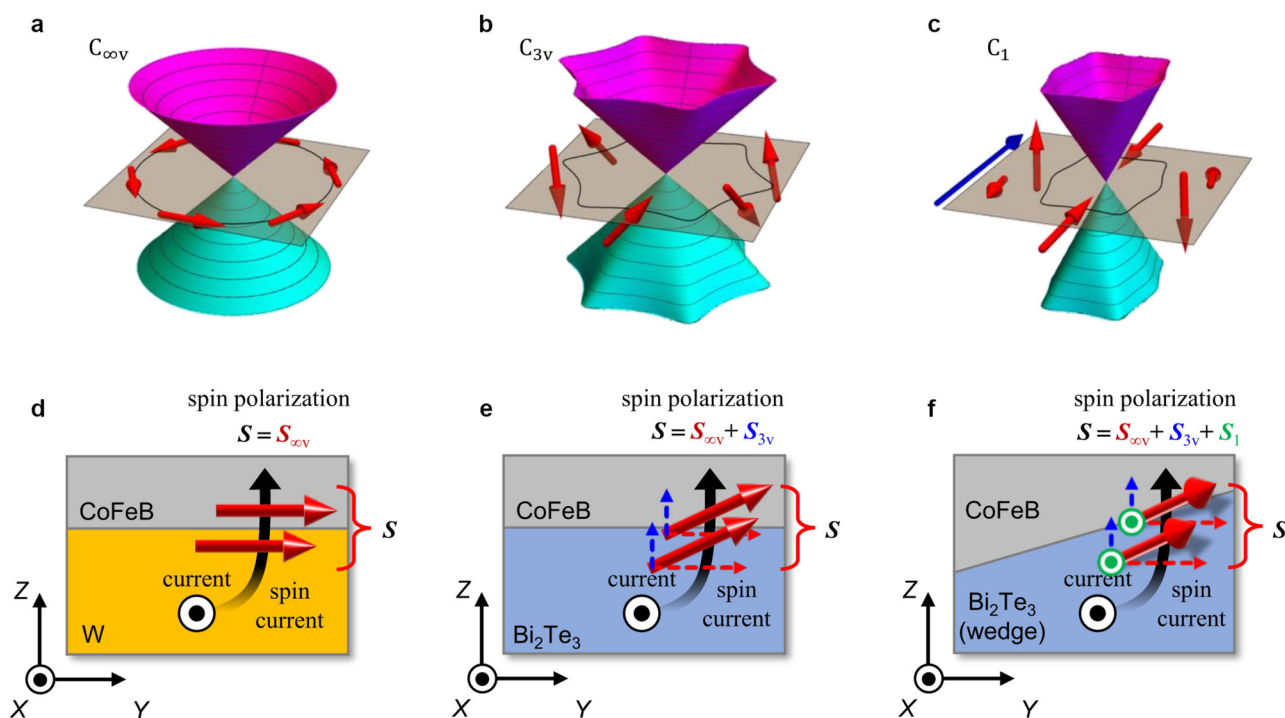 a
C∞v
b
C3v
c
C1
d
spin polarization
S = S∞v
CoFeB
S
current
spin
current
W
Z
X
Y
e
spin polarization
S = S∞v + S3v
CoFeB
S
current
spin
current
Bi2Te3
Z
X
Y
f
spin polarization
S = S∞v + S3v + S1
CoFeB
S
current
spin
current
Bi2Te3
(wedge)
Z
X
Y